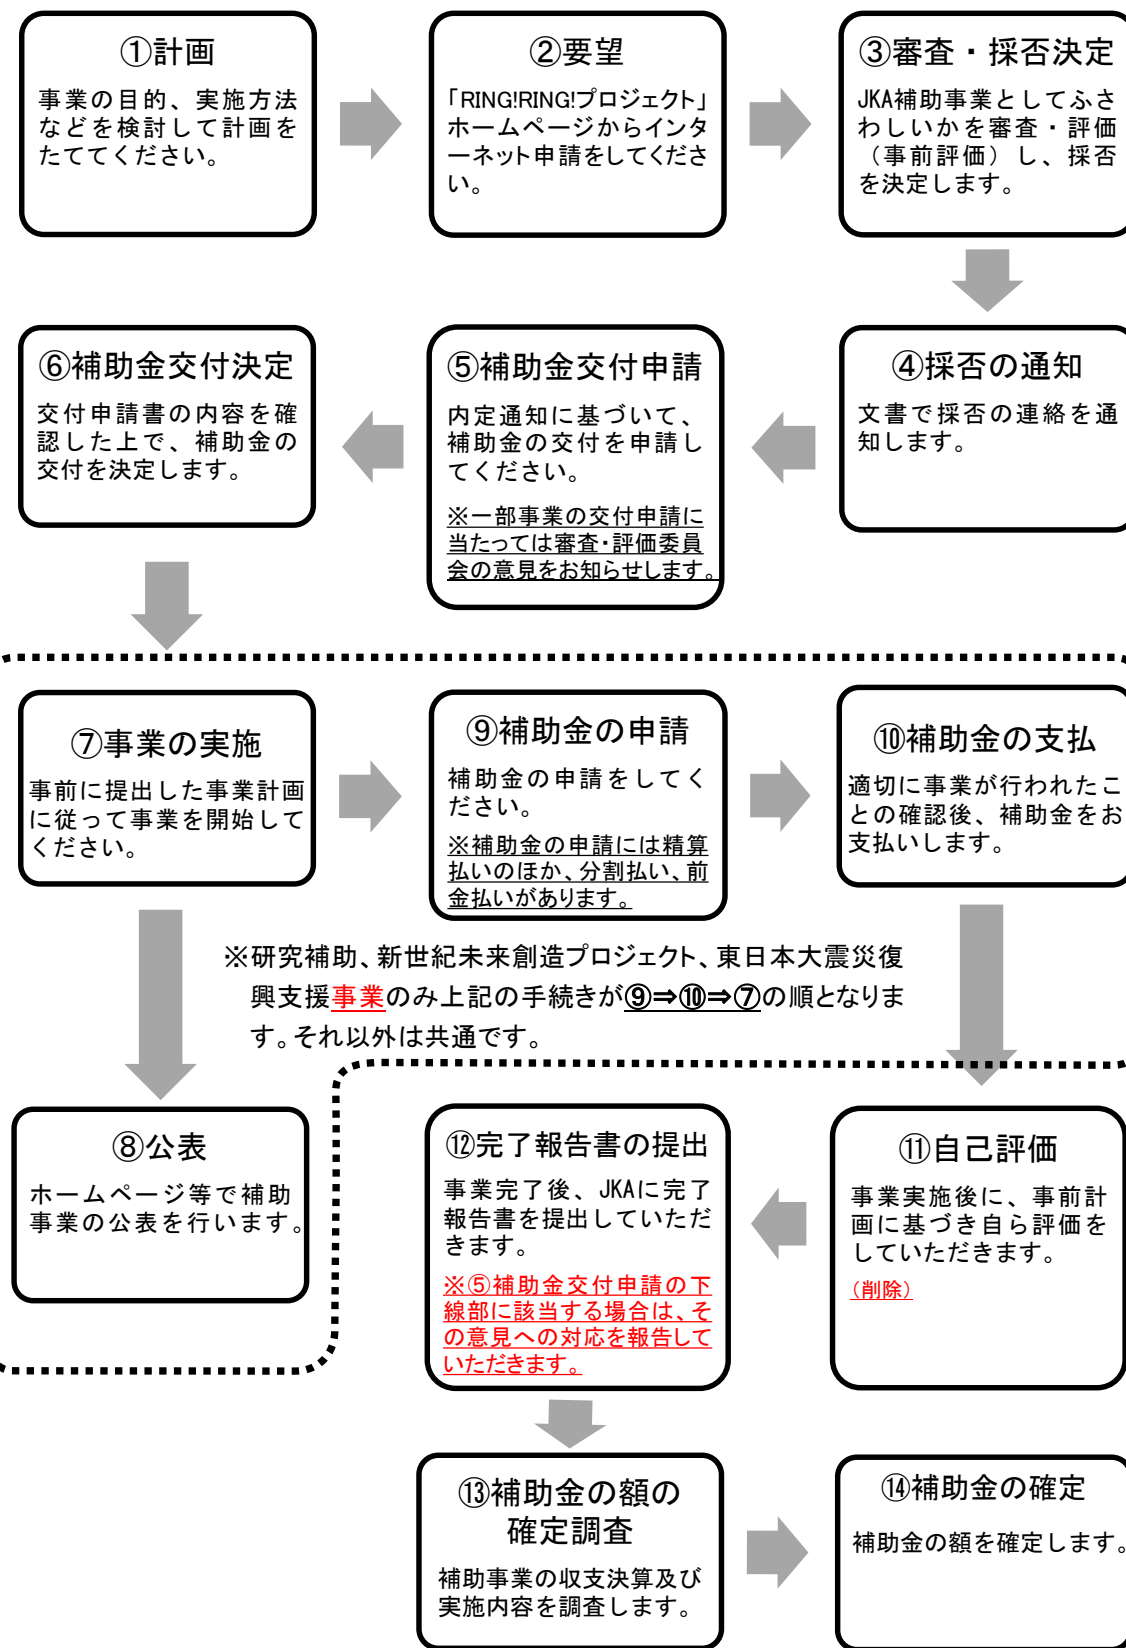 ①計画
事業の目的、実施方法
などを検討して計画を
たててください。
②要望
「RING!RING!プロジェクト」
ホームページからインタ
ーネット申請をしてくださ
い。
③審査・採否決定
JKA補助事業としてふさ
わしいかを審査・評価
（事前評価）し、採否
を決定します。
④採否の通知
文書で採否の連絡を通
知します。
⑤補助金交付申請
内定通知に基づいて、
補助金の交付を申請し
てください。
※一部事業の交付申請に
当たっては審査・評価委員
会の意見をお知らせします。
⑥補助金交付決定
交付申請書の内容を確
認した上で、補助金の
交付を決定します。
⑦事業の実施
事前に提出した事業計画
に従って事業を開始して
ください。
⑨補助金の申請
補助金の申請をしてく
ださい。
※補助金の申請には精算
払いのほか、分割払い、前
金払いがあります。
⑩補助金の支払
適切に事業が行われたこ
との確認後、補助金をお
支払いします。
※研究補助、新世紀未来創造プロジェクト、東日本大震災復
興支援事業のみ上記の手続きが⑨⇒⑩⇒⑦の順となりま
す。それ以外は共通です。
⑧公表
ホームページ等で補助
事業の公表を行います。
⑪自己評価
事業実施後に、事前計
画に基づき自ら評価を
していただきます。
（削除）
⑫完了報告書の提出
事業完了後、JKAに完了
報告書を提出していただ
きます。
※⑤補助金交付申請の下
線部に該当する場合は、そ
の意見への対応を報告して
いただきます。
⑬補助金の額の
確定調査
補助事業の収支決算及び
実施内容を調査します。
⑭補助金の確定
補助金の額を確定します。